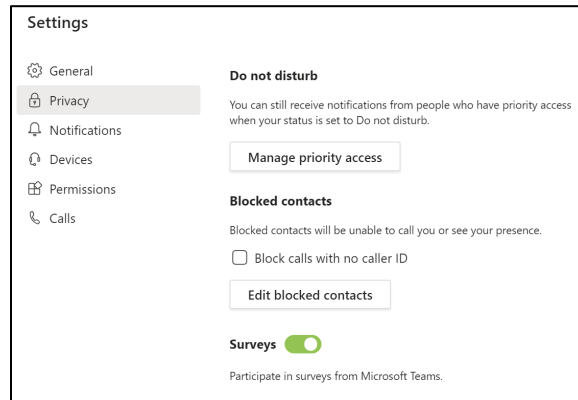 Settings
General
Privacy
Notifications
Devices
Permissions
Calls
Do not disturb
You can still receive notifications from people who have priority access
when your status is set to Do not disturb.
Manage priority access
Blocked contacts
Blocked contacts will be unable to call you or see your presence.
Block calls with no caller ID
Edit blocked contacts
Surveys
Participate in surveys from Microsoft Teams.